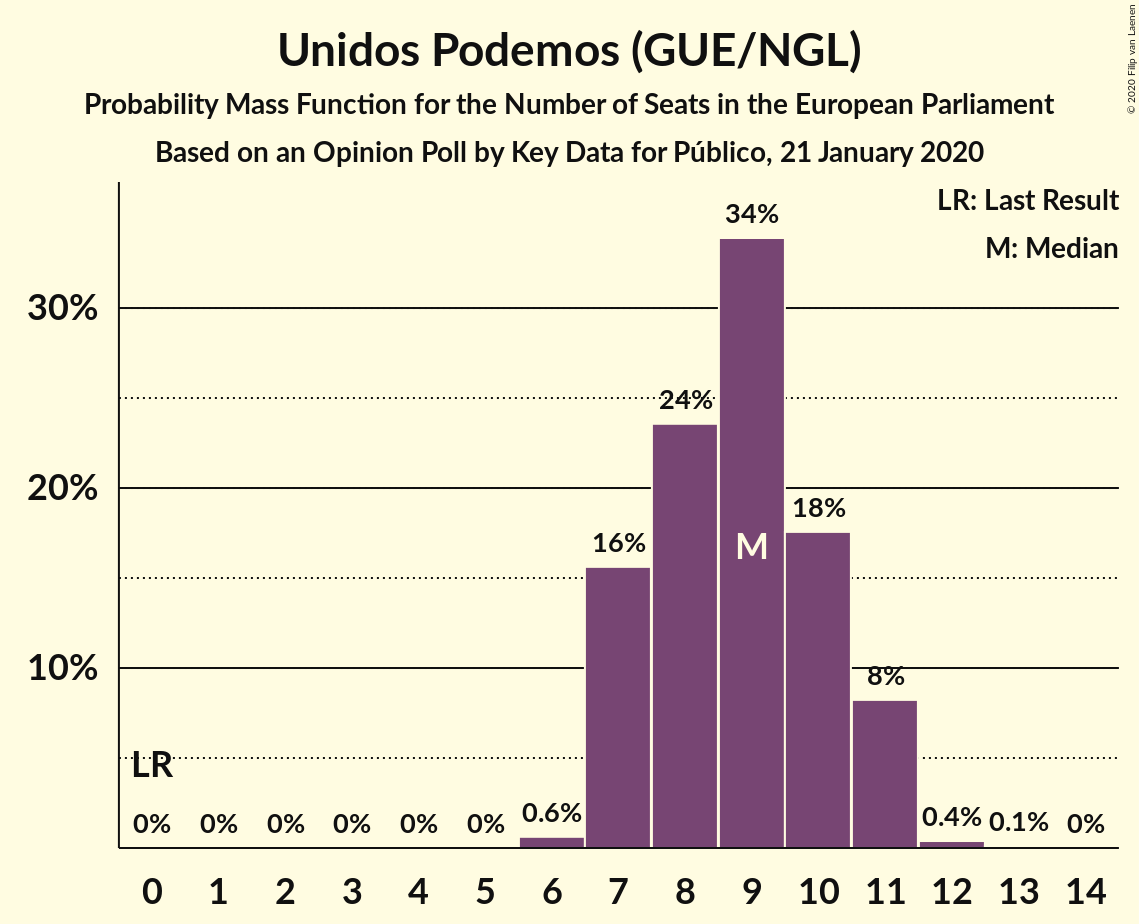 Unidos Podemos (GUE/NGL)
Probability Mass Function for the Number of Seats in the European Parliament
Based on an Opinion Poll by Key Data for Público, 21 January 2020
© 2020 Filip van Laenen
LR: Last Result
M: Median
34%
30%
24%
20%
18%
16%
M
10%
8%
LR
0% 0% 0% 0% 0% 0% 0.6% 0.4% 0.1% 0%
0 1 2 3 4 5 6 7 8 9 10 11 12 13 14